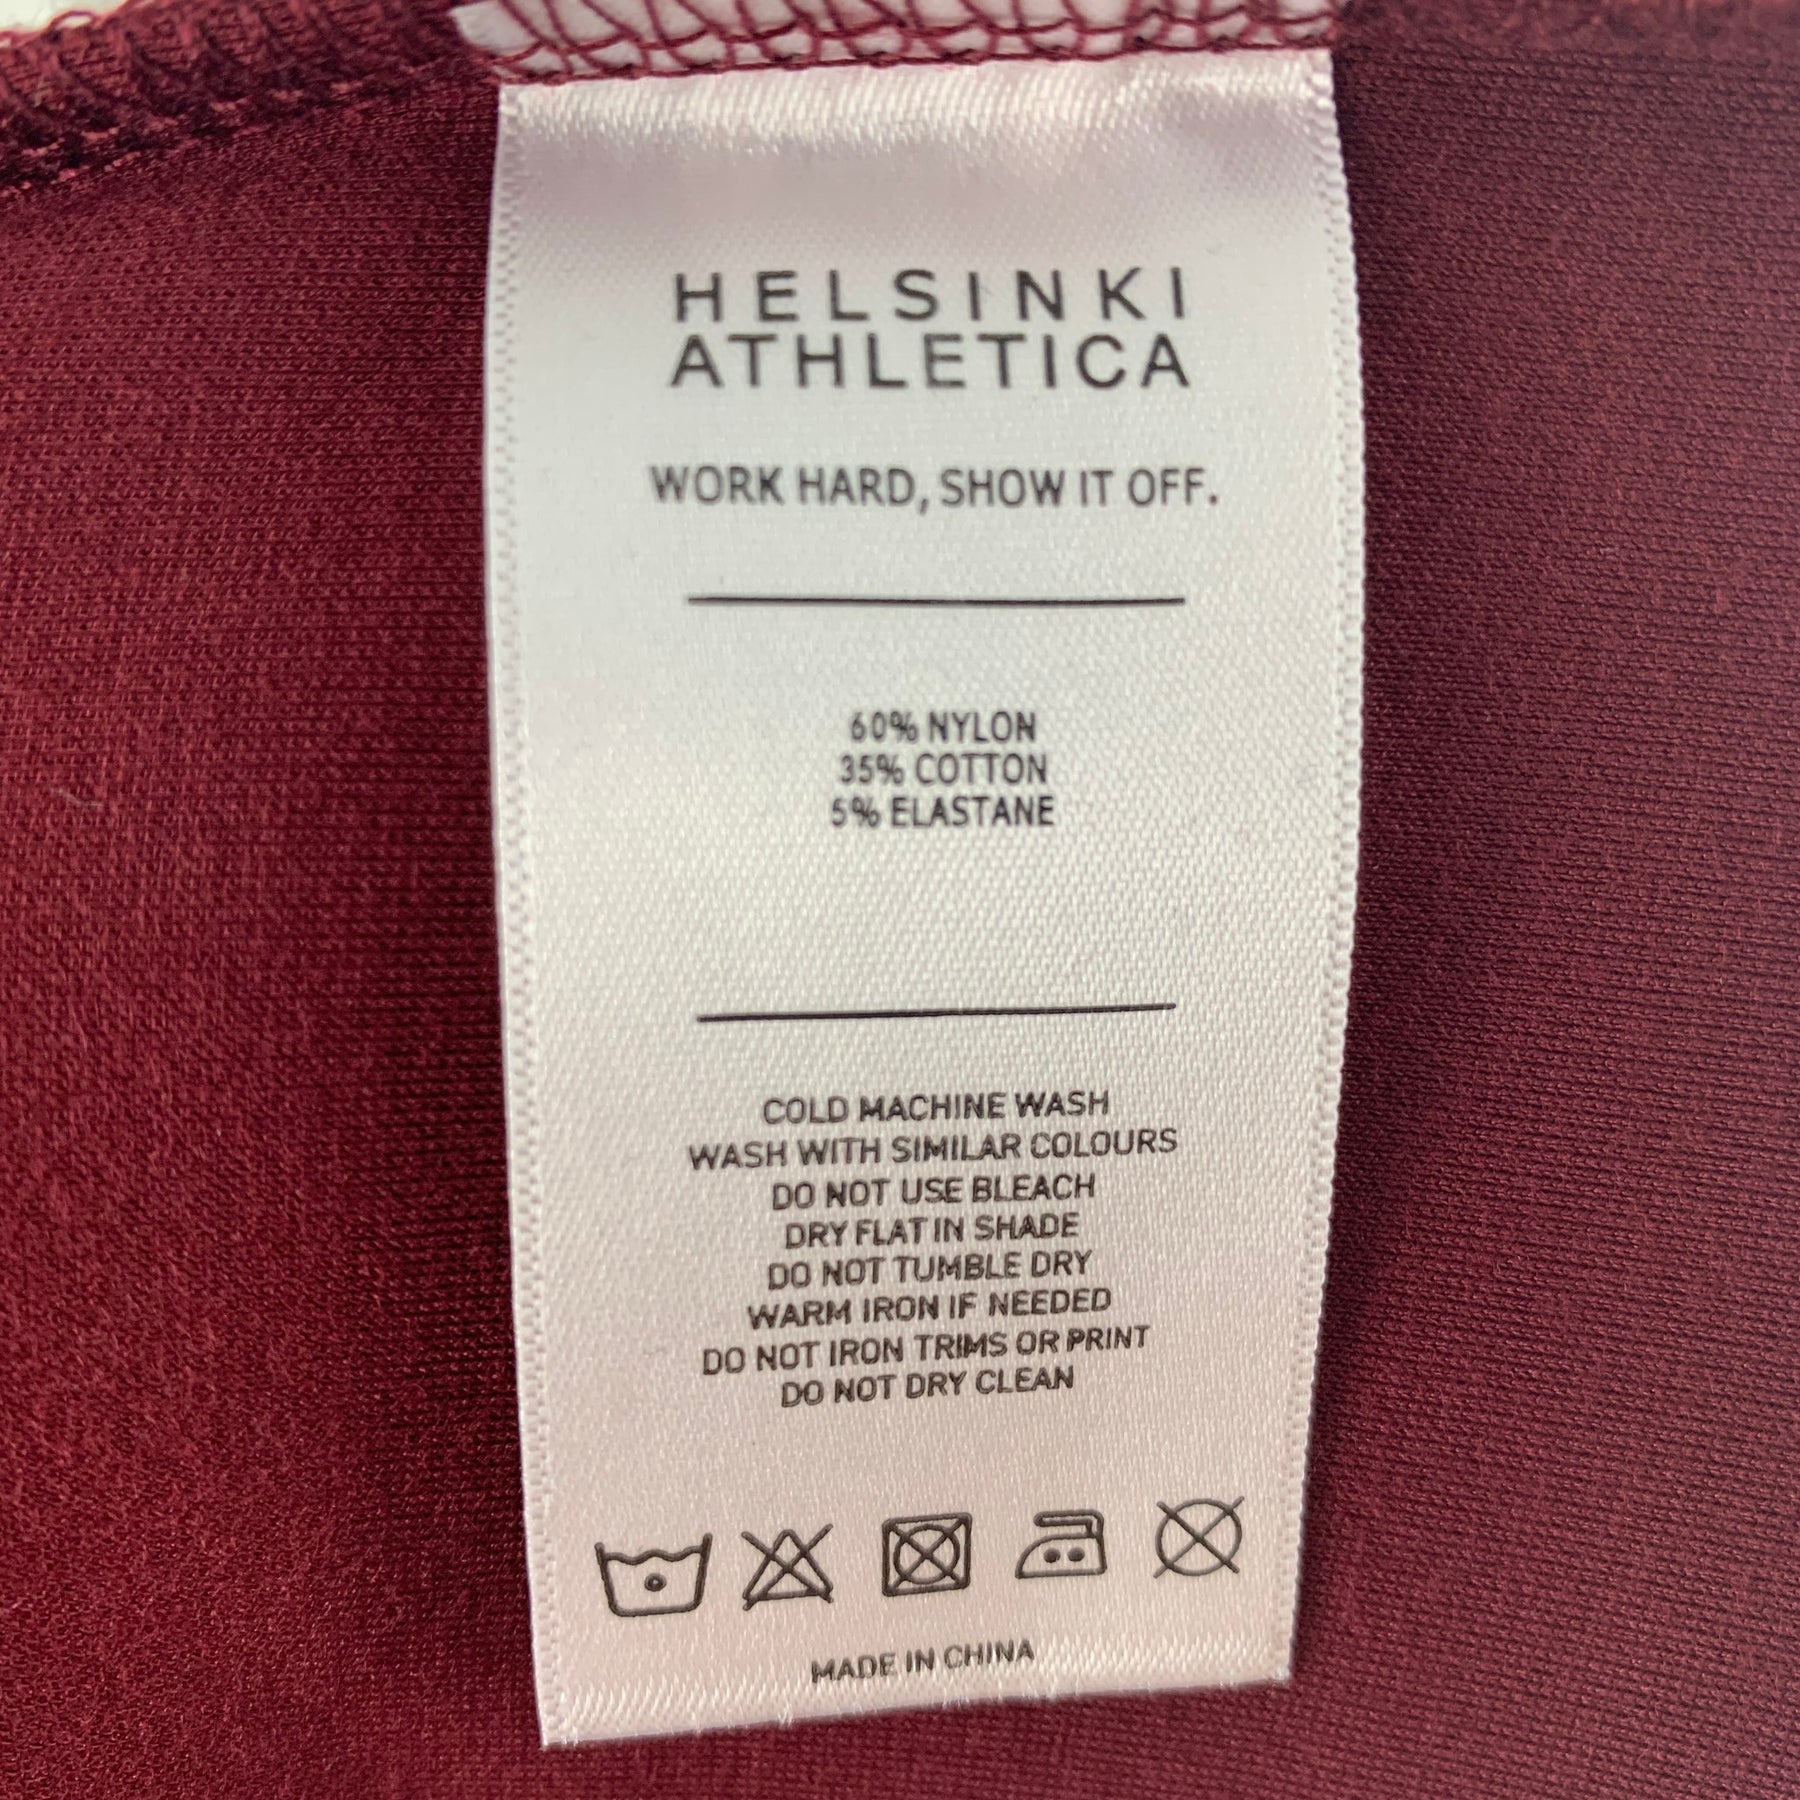 HELSINKI
ATHLETICA
WORK HARD, SHOW IT OFF.
60% NYLON
35% COTTON
5% ELASTANE
COLD MACHINE WASH
WASH WITH SIMILAR COLOURS
DO NOT USE BLEACH
DRY FLAT IN SHADE
DO NOT TUMBLE DRY
WARM IRON IF NEEDED
DO NOT IRON TRIMS OR PRINT
DO NOT DRY CLEAN
MADE IN CHINA